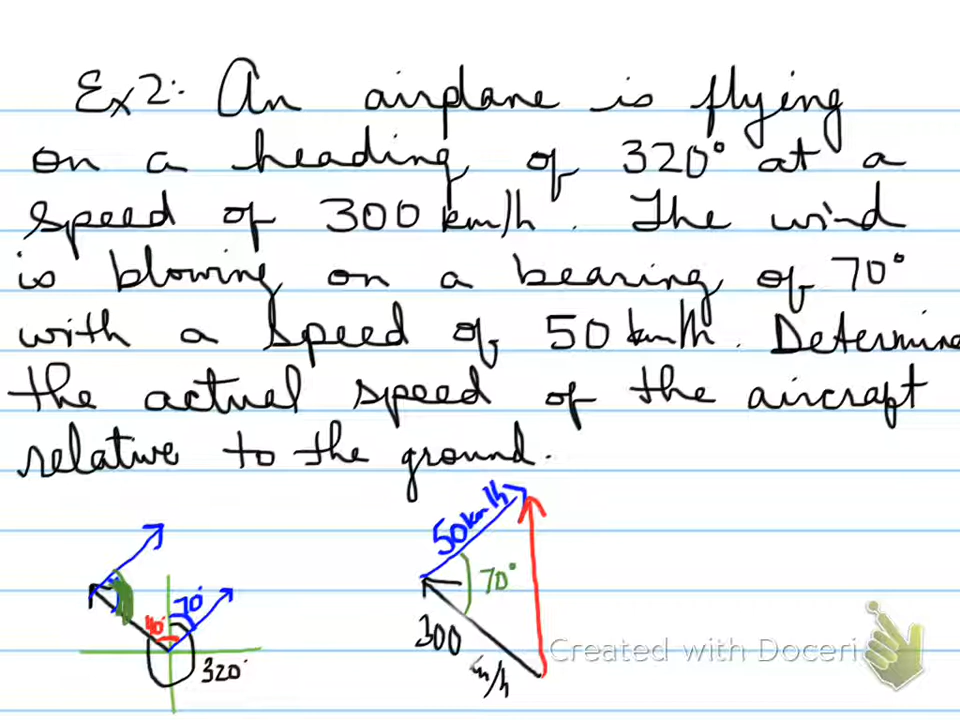 Ex2: An airplane is flying
on a heading of 320° at a
speed of 300 km/h. The wind
is blowing on a bearing of 70°
with a speed of 50 km/h. Determine
the actual speed of the aircraft
relative to the ground.
50 km/h
70°
70°
40°
300
km/h
320°
Created with Doceri